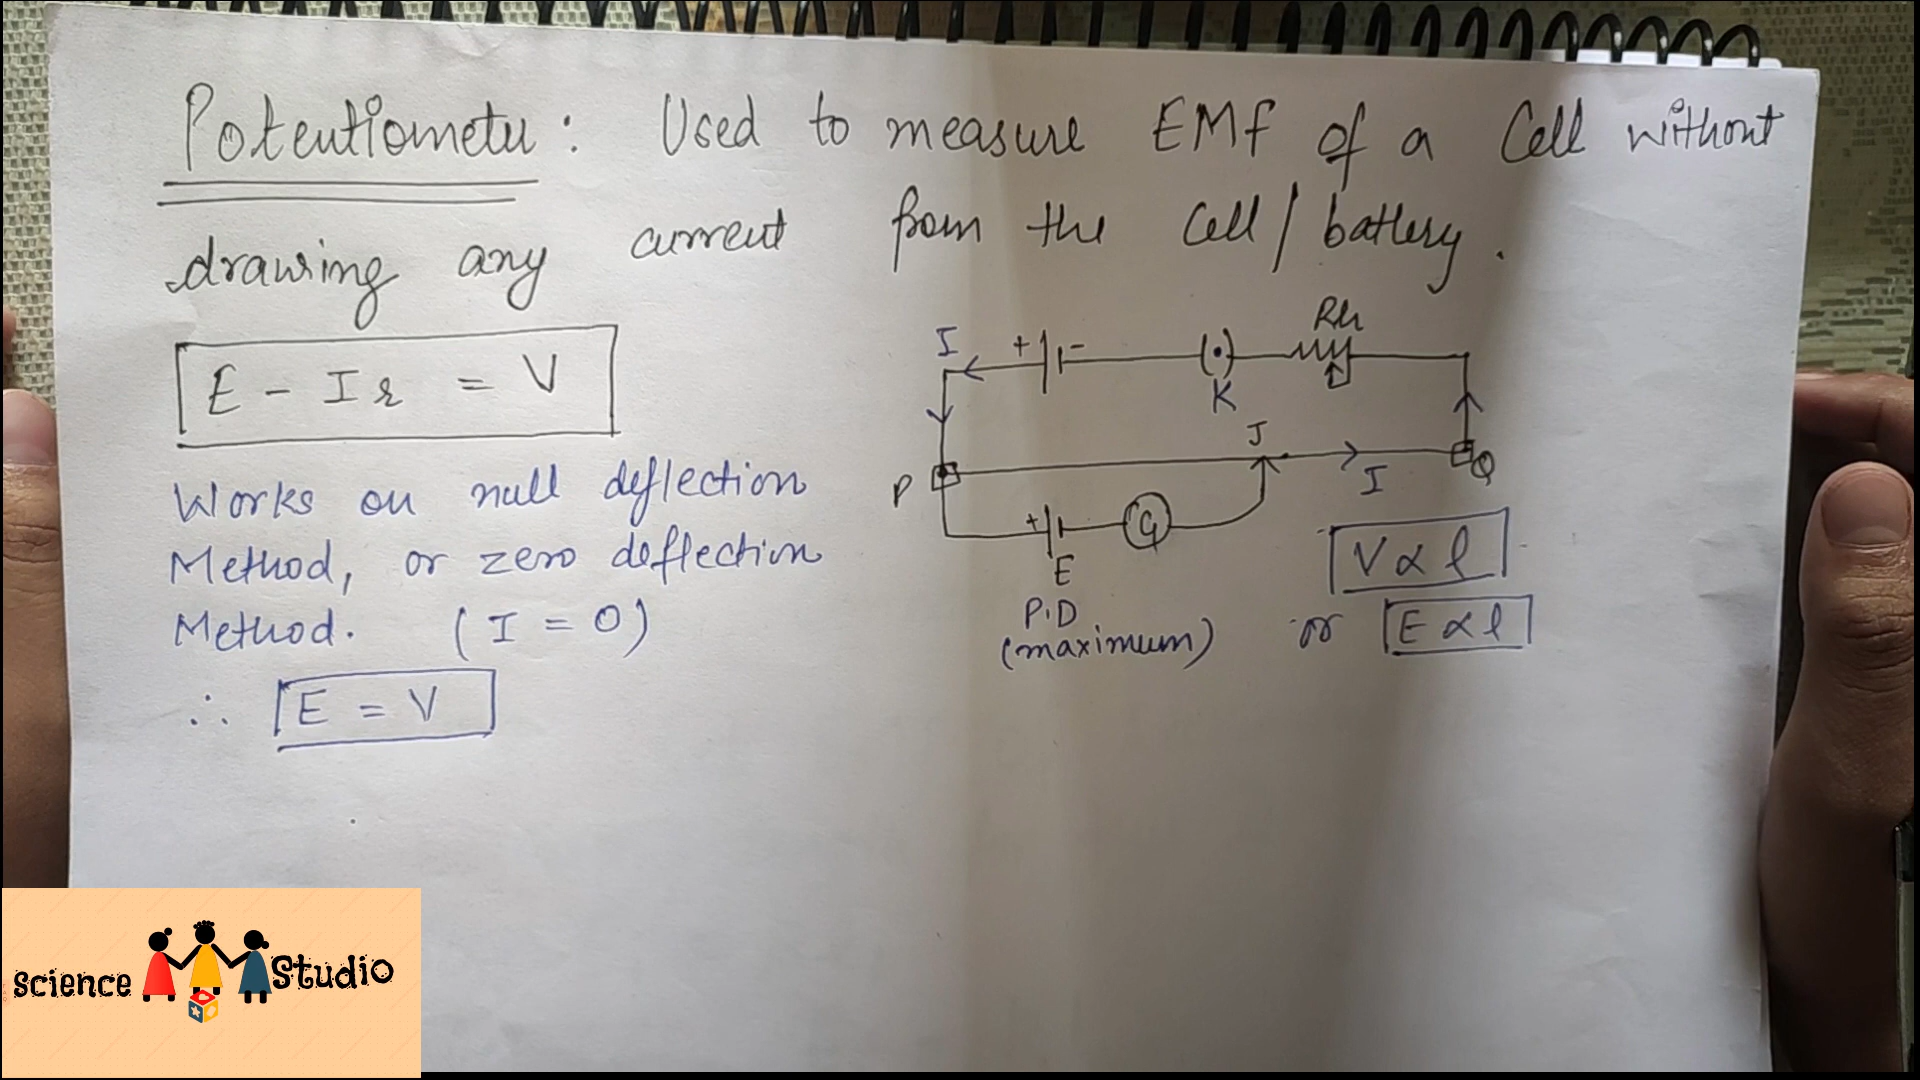 Potentiometer : Used to measure EMF of a Cell without
drawing any current from the Cell / battery .
E - Ir = V
Works on null deflection
Method, or zero deflection
Method. ( I = 0 )
∴ E = V
I + - Rh
K
J
P I Q
+ G
E
P.D
(maximum)
V ∝ l
or E ∝ l
Science Studio